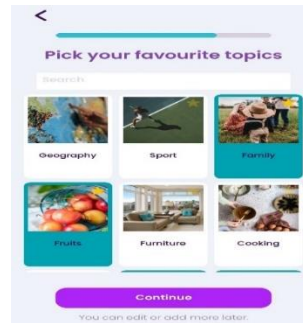 Pick your favourite topics
Search
Geography
Sport
Family
Fruits
Furniture
Cooking
Continue
You can edit or add more later.